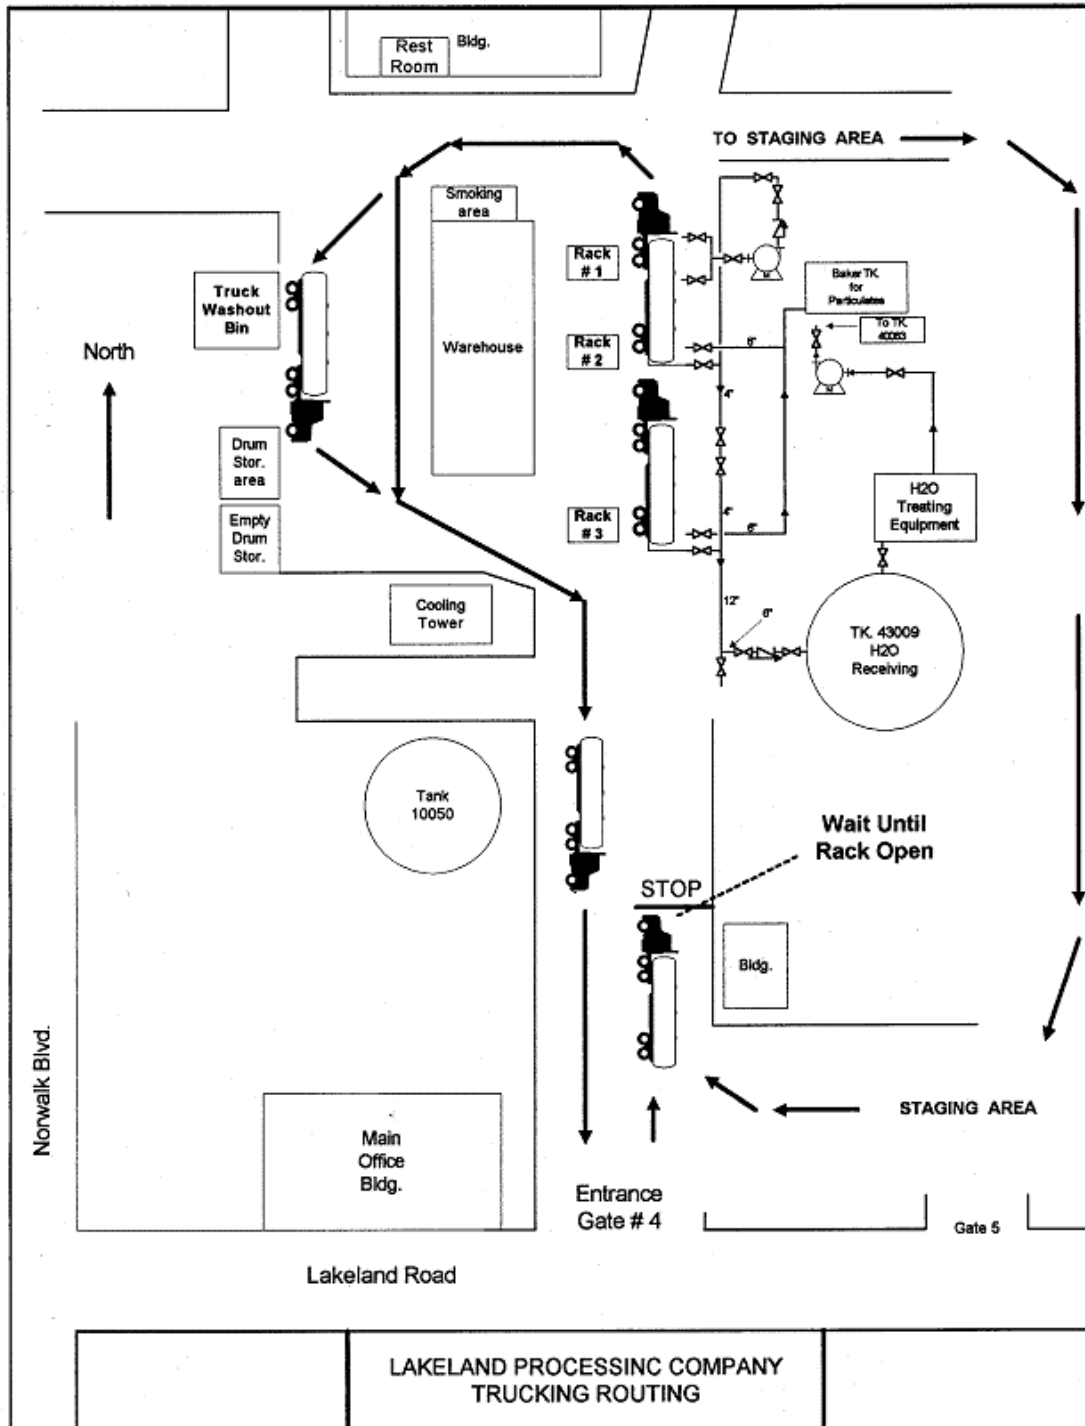 Rest
Room
Bldg.
TO STAGING AREA
Smoking
area
Rack
# 1
Baker TK.
for
Particulates
To TK.
40063
Truck
Washout
Bin
North
Warehouse
Rack
# 2
6"
4"
M
M
Drum
Stor.
area
H2O
Treating
Equipment
Empty
Drum
Stor.
Rack
# 3
4"
6"
Cooling
Tower
12"
6"
TK. 43009
H2O
Receiving
Tank
10050
Wait Until
Rack Open
STOP
Bldg.
Norwalk Blvd.
STAGING AREA
Main
Office
Bldg.
Entrance
Gate # 4
Gate 5
Lakeland Road
LAKELAND PROCESSINC COMPANY
TRUCKING ROUTING